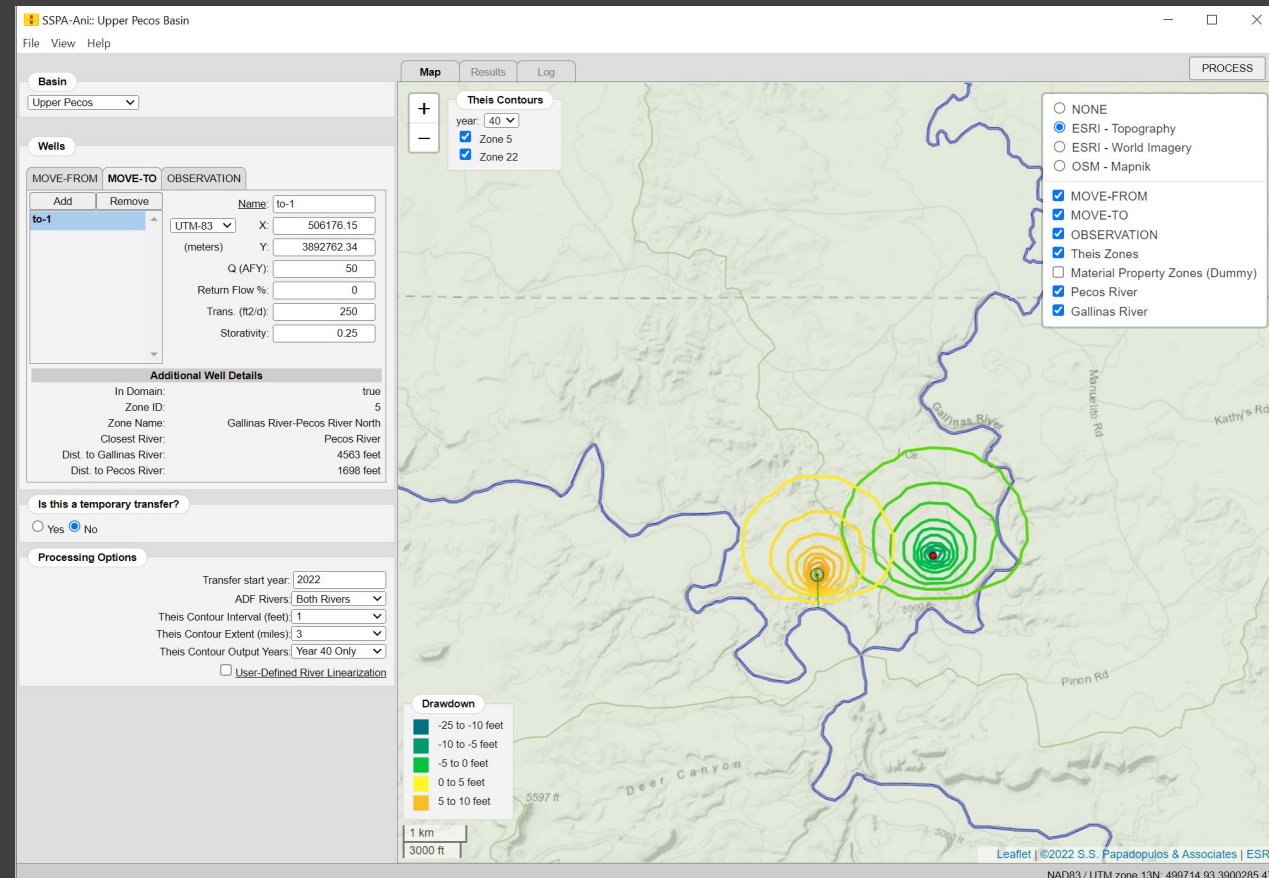 SSPA-Ani:: Upper Pecos Basin
File View Help
Basin
Upper Pecos
Wells
MOVE-FROM MOVE-TO OBSERVATION
Add Remove
to-1
Name: to-1
UTM-83 X: 506176.15
(meters) Y: 3892762.34
Q (AFY): 50
Return Flow %: 0
Trans. (ft2/d): 250
Storativity: 0.25
Additional Well Details
In Domain: true
Zone ID: 5
Zone Name: Gallinas River-Pecos River North
Closest River: Pecos River
Dist. to Gallinas River: 4563 feet
Dist. to Pecos River: 1698 feet
Is this a temporary transfer?
Yes No
Processing Options
Transfer start year: 2022
ADF Rivers: Both Rivers
Theis Contour Interval (feet): 1
Theis Contour Extent (miles): 3
Theis Contour Output Years: Year 40 Only
User-Defined River Linearization
Map Results Log
PROCESS
+
−
Theis Contours
year: 40
Zone 5
Zone 22
NONE
ESRI - Topography
ESRI - World Imagery
OSM - Mapnik
MOVE-FROM
MOVE-TO
OBSERVATION
Theis Zones
Material Property Zones (Dummy)
Pecos River
Gallinas River
Manuelito Rd
Kathy's Rd
Gallinas River
5000 ft
Pinon Rd
Deer Canyon
5597 ft
5000 ft
Drawdown
-25 to -10 feet
-10 to -5 feet
-5 to 0 feet
0 to 5 feet
5 to 10 feet
1 km
3000 ft
Leaflet | ©2022 S.S. Papadopulos & Associates | ESR
NAD83 / UTM zone 13N: 499714.93 3900285.4